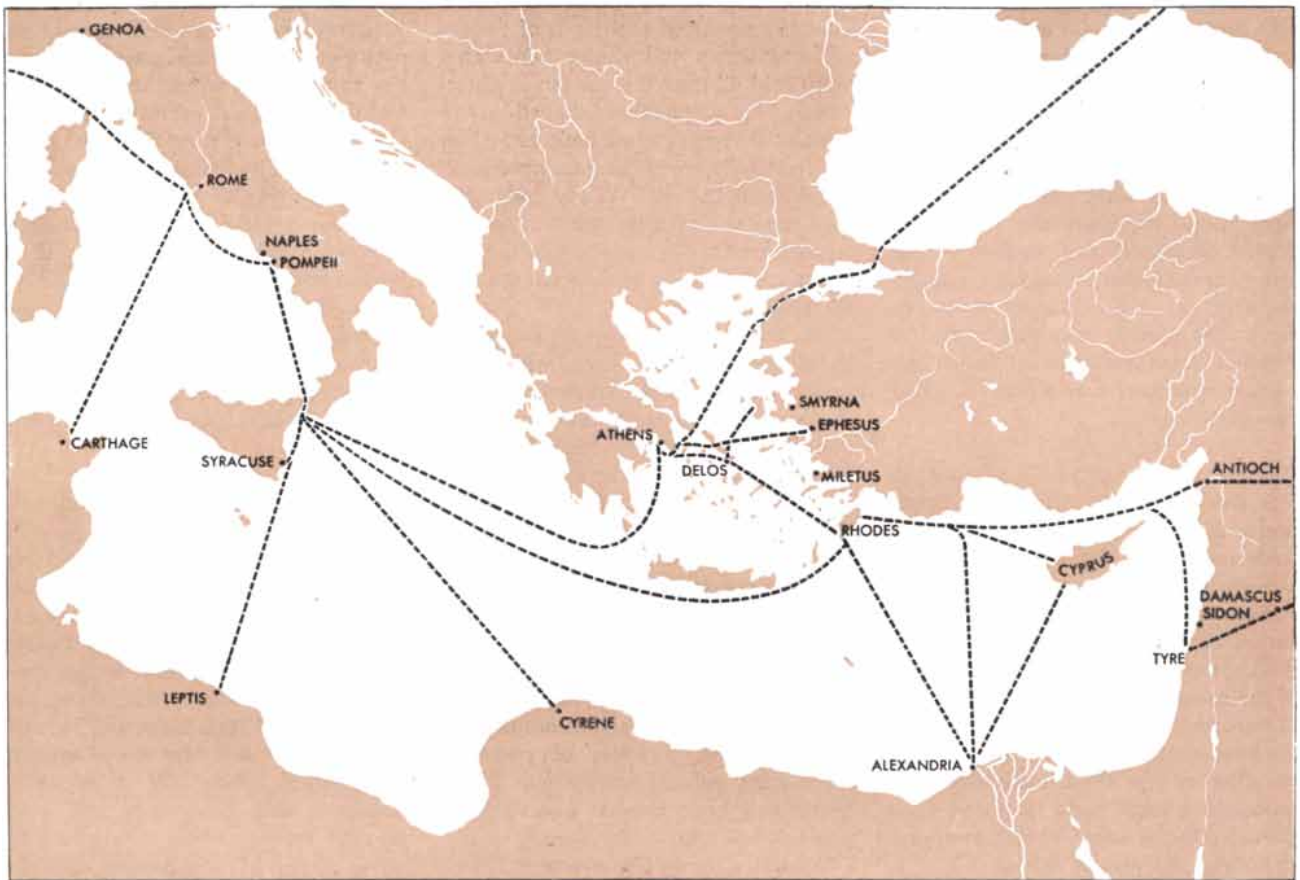 GENOA
ROME
NAPLES
POMPEII
CARTHAGE
SYRACUSE
ATHENS
SMYRNA
EPHESUS
DELOS
MILETUS
ANTIOCH
RHODES
CYPRUS
DAMASCUS
SIDON
TYRE
LEPTIS
CYRENE
ALEXANDRIA